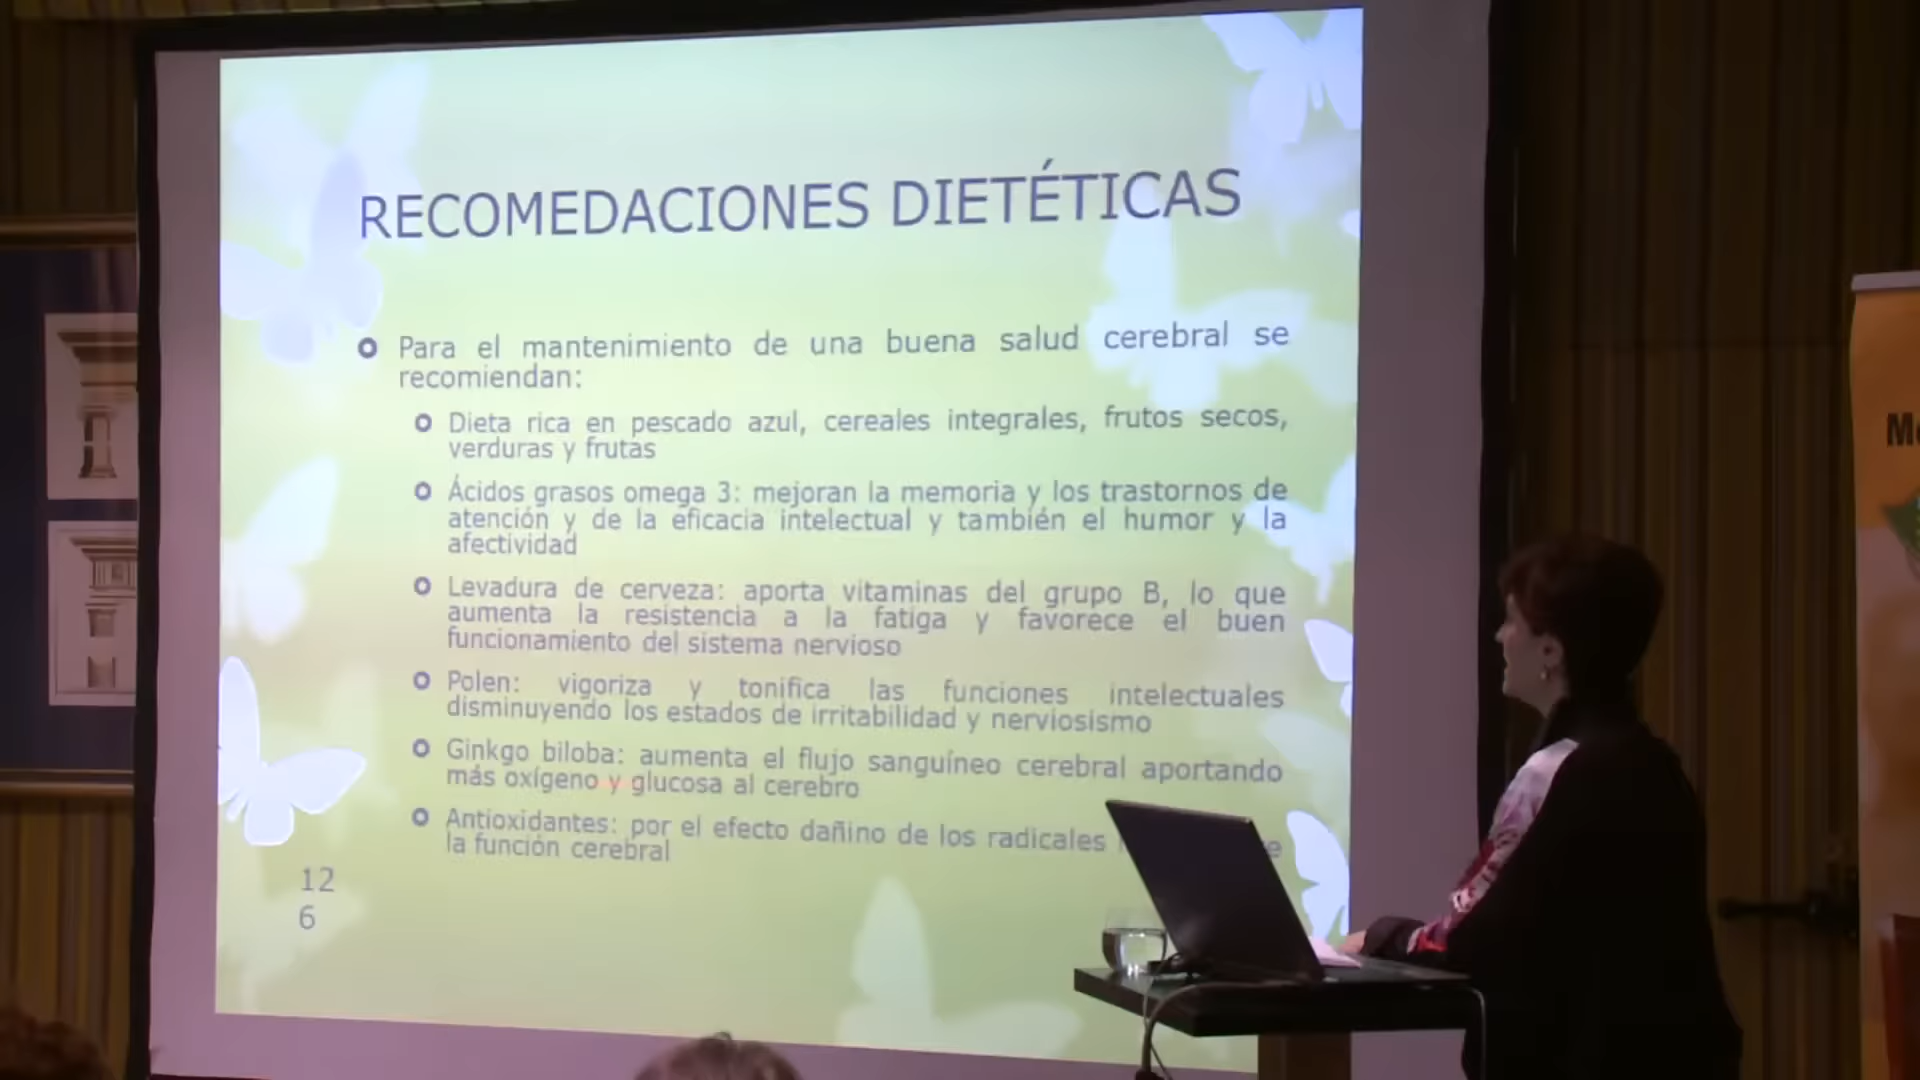 RECOMEDACIONES DIETÉTICAS
Para el mantenimiento de una buena salud cerebral se
recomiendan:
Dieta rica en pescado azul, cereales integrales, frutos secos,
verduras y frutas
Ácidos grasos omega 3: mejoran la memoria y los trastornos de
atención y de la eficacia intelectual y también el humor y la
afectividad
Levadura de cerveza: aporta vitaminas del grupo B, lo que
aumenta la resistencia a la fatiga y favorece el buen
funcionamiento del sistema nervioso
Polen: vigoriza y tonifica las funciones intelectuales
disminuyendo los estados de irritabilidad y nerviosismo
Ginkgo biloba: aumenta el flujo sanguíneo cerebral aportando
más oxígeno y glucosa al cerebro
Antioxidantes: por el efecto dañino de los radicales
la función cerebral
12
6